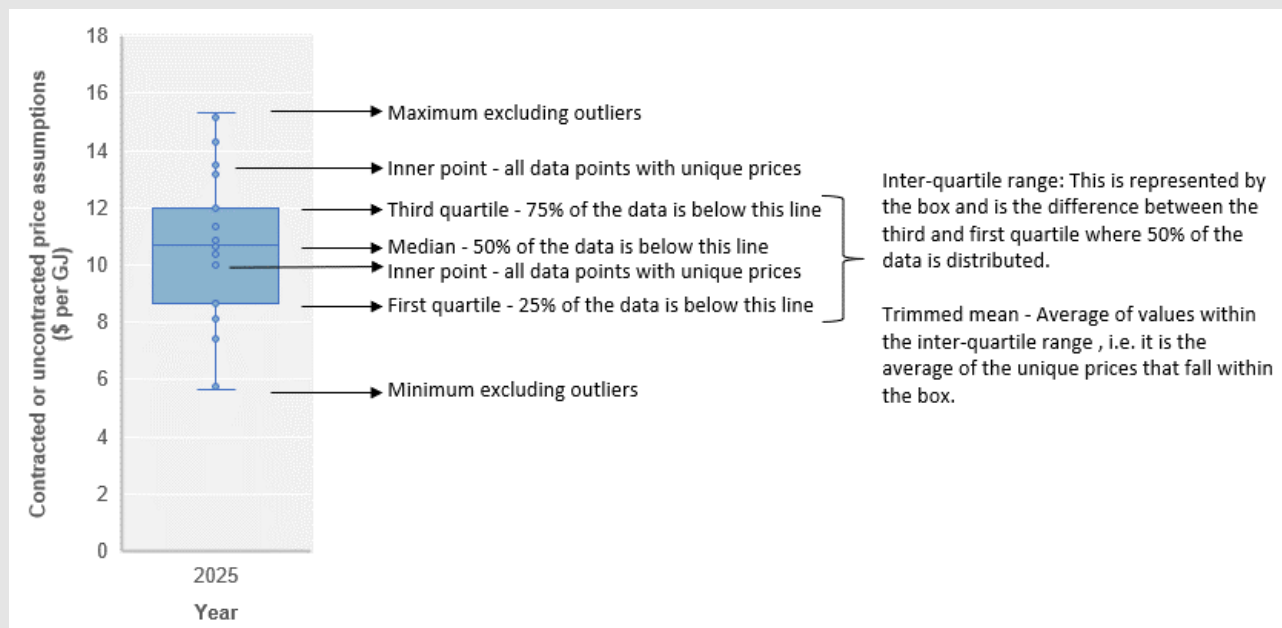 Contracted or uncontracted price assumptions
($ per GJ)
18
16
14
12
10
8
6
4
2
0
2025
Year
Maximum excluding outliers
Inner point - all data points with unique prices
Third quartile - 75% of the data is below this line
Median - 50% of the data is below this line
Inner point - all data points with unique prices
First quartile - 25% of the data is below this line
Minimum excluding outliers
Inter-quartile range: This is represented by
the box and is the difference between the
third and first quartile where 50% of the
data is distributed.
Trimmed mean - Average of values within
the inter-quartile range , i.e. it is the
average of the unique prices that fall within
the box.